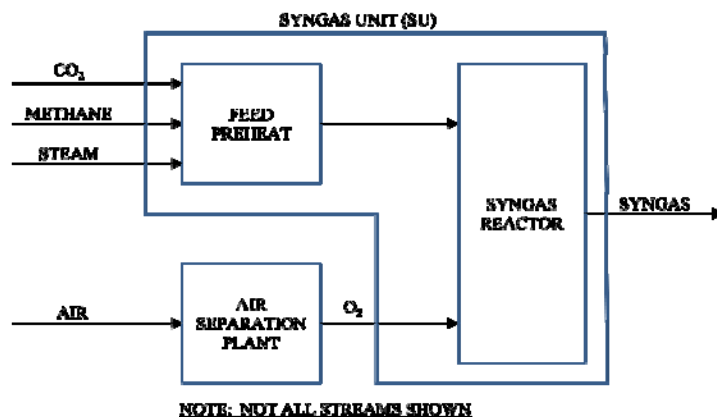 SYNGAS UNIT (SU)
CO₂
METHANE
STEAM
FEED
PREHEAT
SYNGAS
REACTOR
SYNGAS
AIR
AIR
SEPARATION
PLANT
O₂
NOTE: NOT ALL STREAMS SHOWN